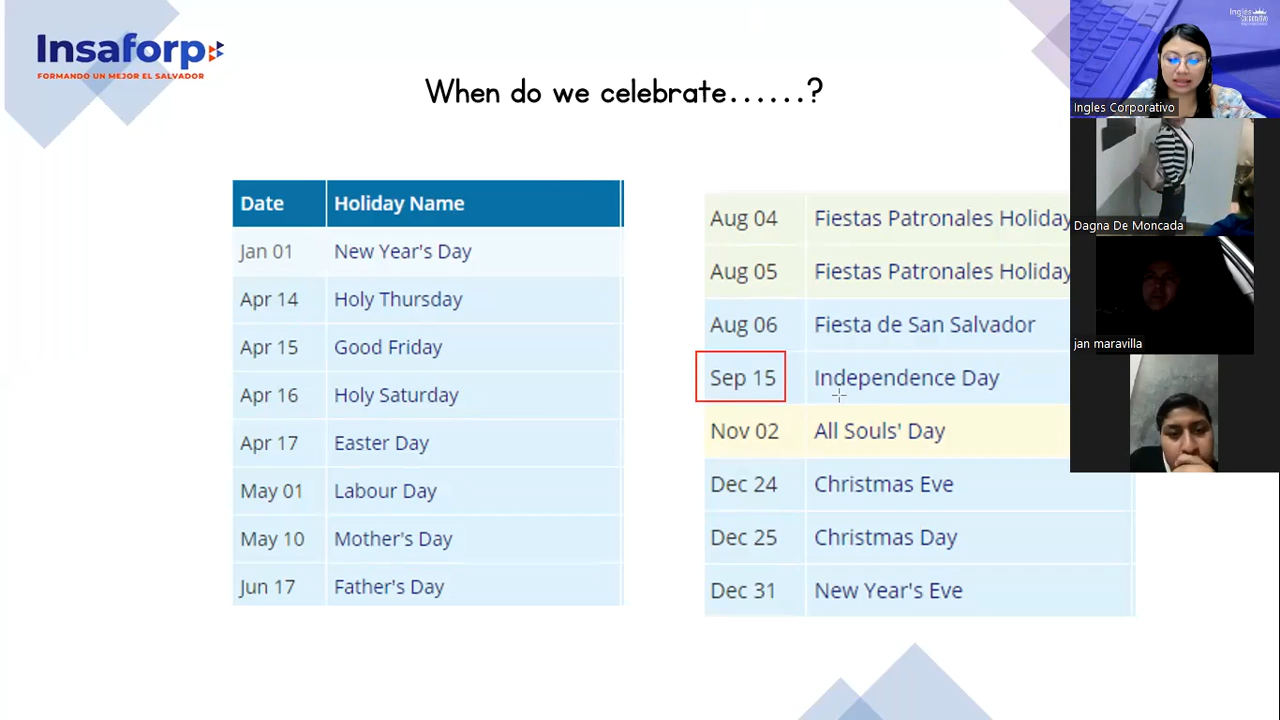 Insaforp
FORMANDO UN MEJOR EL SALVADOR
When do we celebrate......?
Date Holiday Name
Jan 01 New Year's Day
Apr 14 Holy Thursday
Apr 15 Good Friday
Apr 16 Holy Saturday
Apr 17 Easter Day
May 01 Labour Day
May 10 Mother's Day
Jun 17 Father's Day
Aug 04 Fiestas Patronales Holiday
Aug 05 Fiestas Patronales Holiday
Aug 06 Fiesta de San Salvador
Sep 15 Independence Day
Nov 02 All Souls' Day
Dec 24 Christmas Eve
Dec 25 Christmas Day
Dec 31 New Year's Eve
Inglés
Ingles Corporativo
Dagna De Moncada
jan maravilla